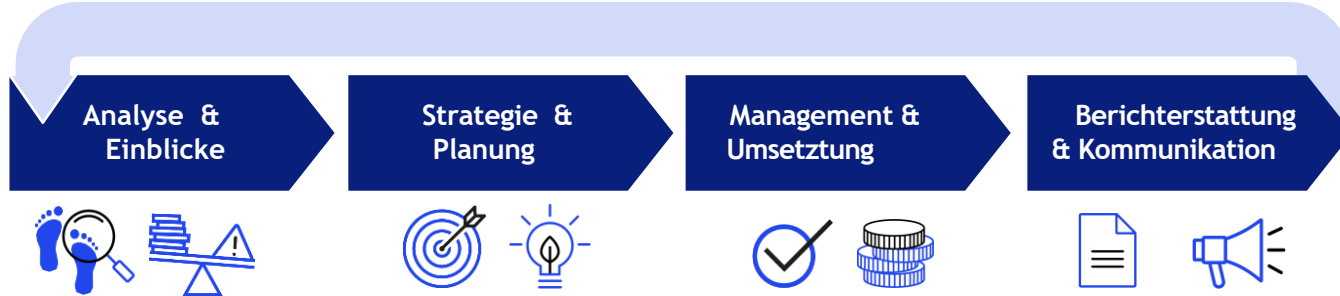 Analyse &
Einblicke
Strategie &
Planung
Management &
Umsetztung
Berichterstattung
& Kommunikation
!